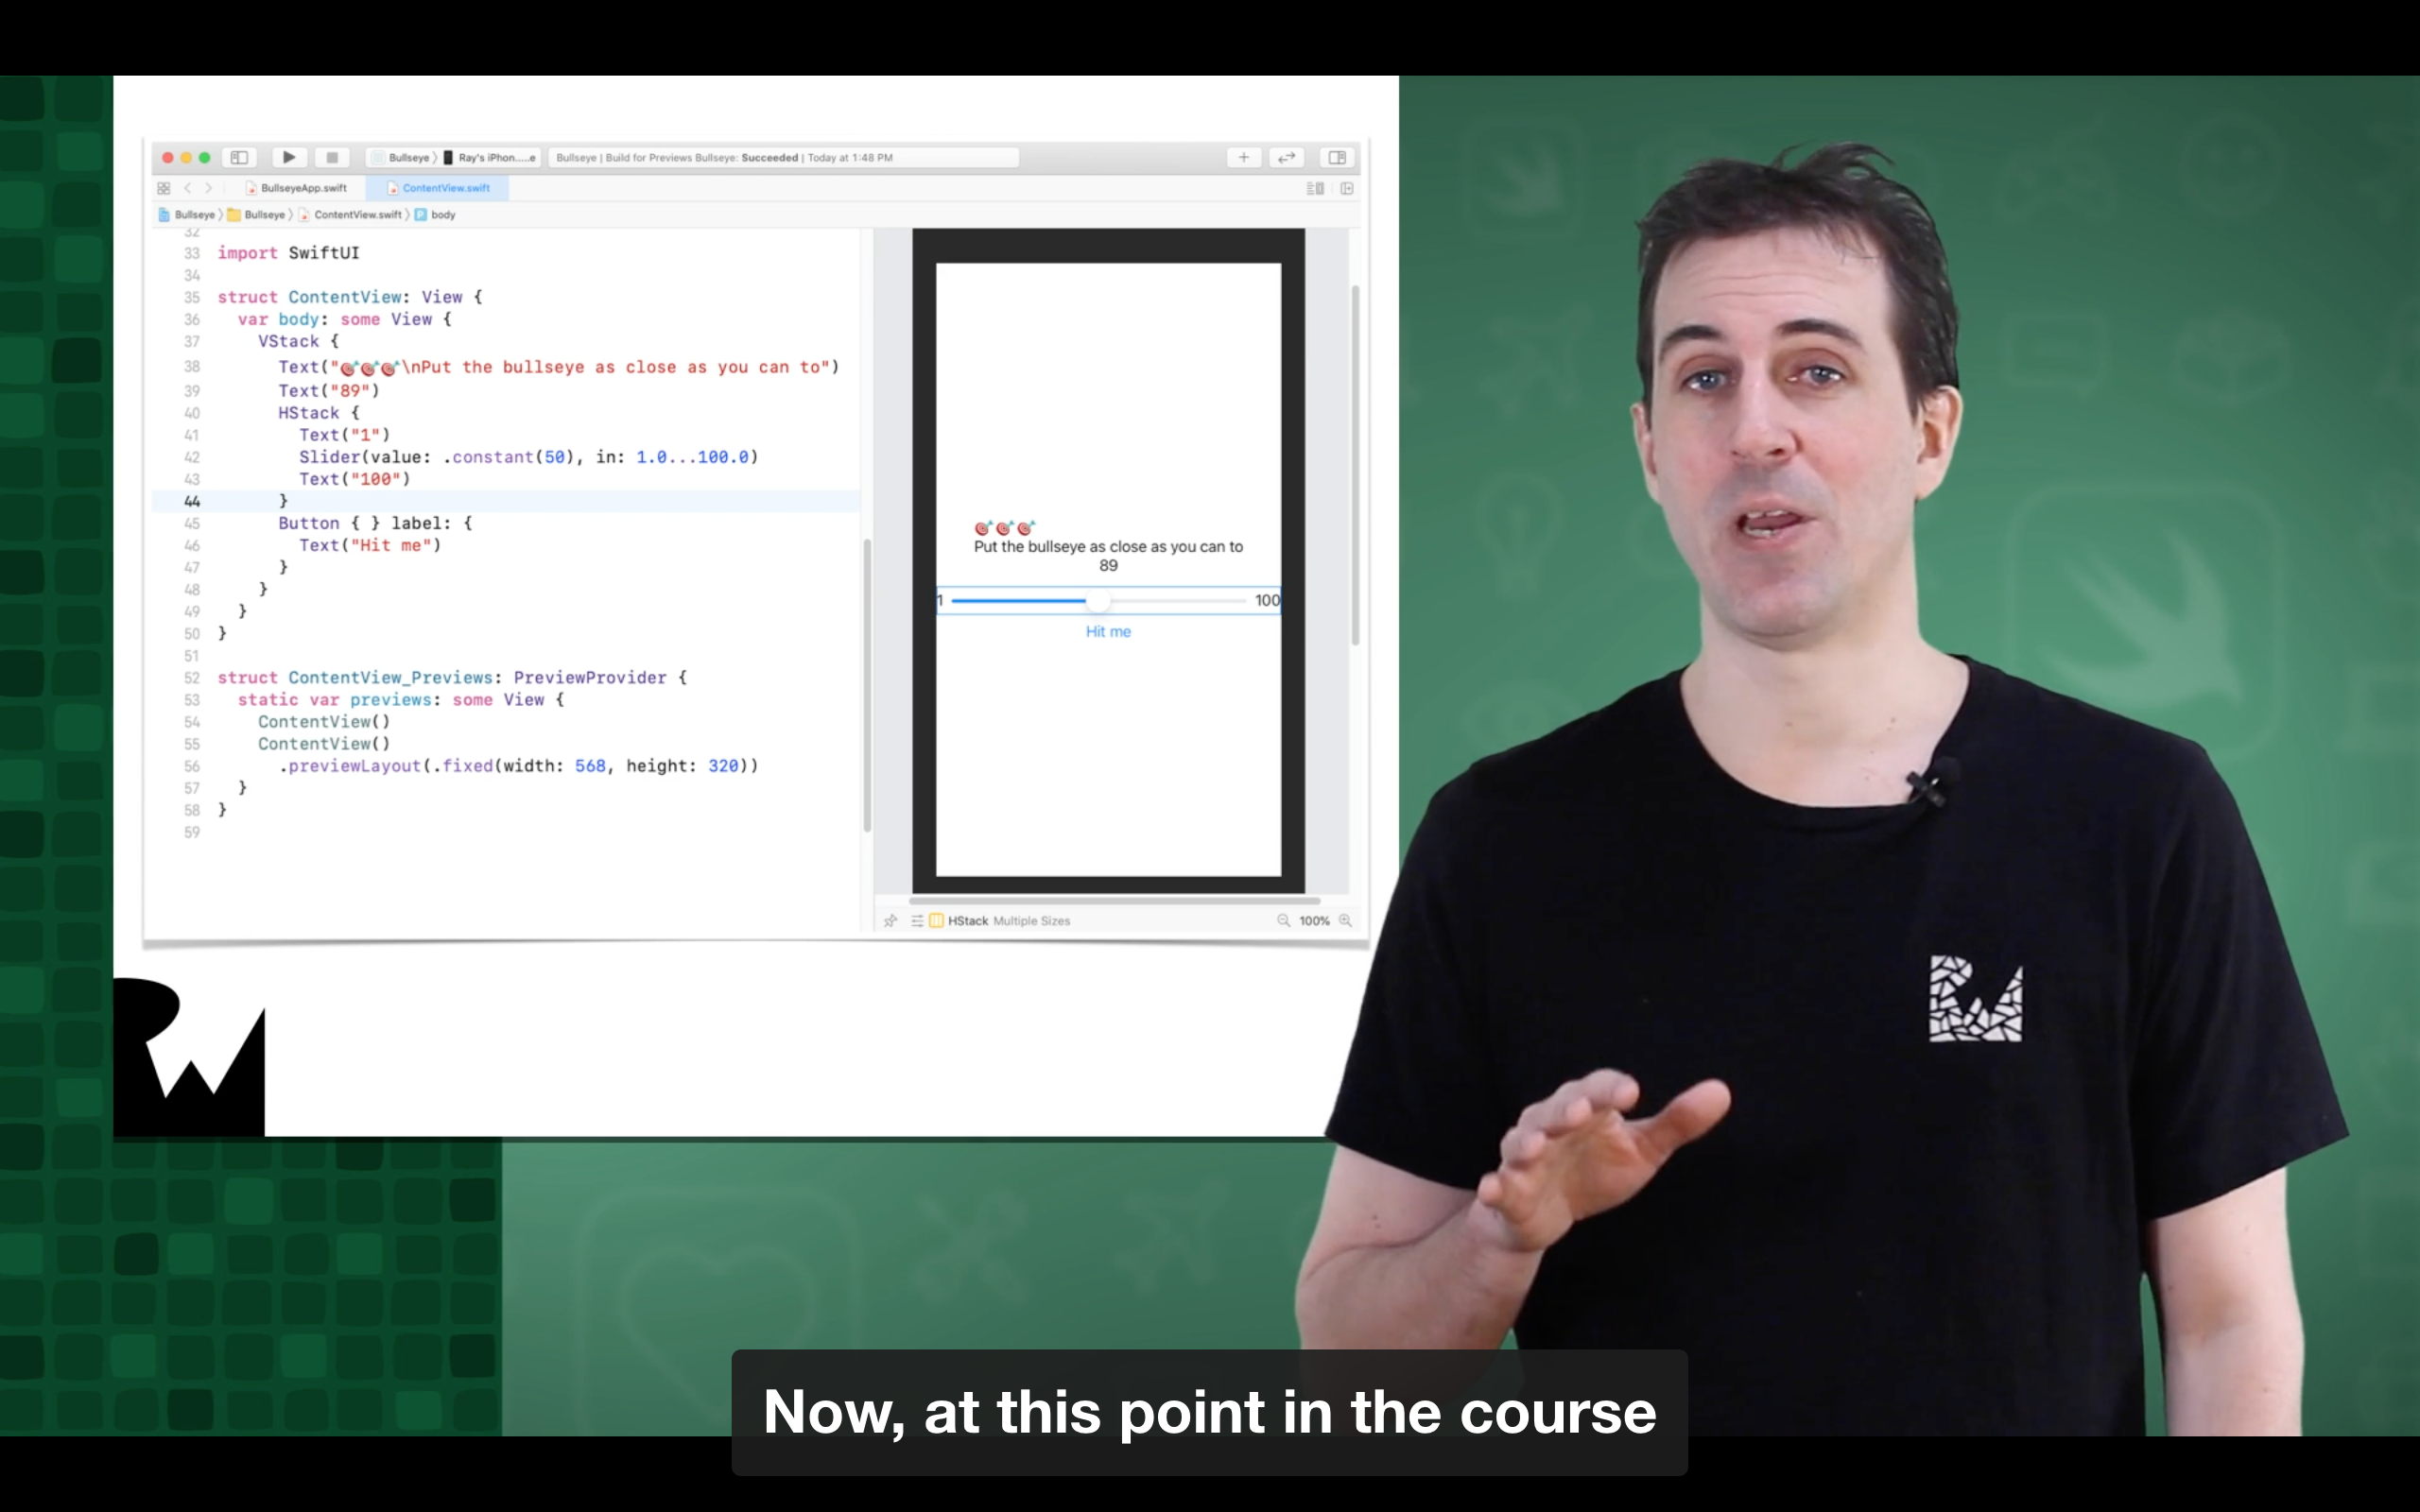 Bullseye 〉 Ray's iPhon.....e
Bullseye | Build for Previews Bullseye: Succeeded | Today at 1:48 PM
BullseyeApp.swift
ContentView.swift
Bullseye 〉 Bullseye 〉 ContentView.swift 〉 body
32
33 import SwiftUI
34
35 struct ContentView: View {
36 var body: some View {
37 VStack {
38 Text("🎯🎯🎯\nPut the bullseye as close as you can to")
39 Text("89")
40 HStack {
41 Text("1")
42 Slider(value: .constant(50), in: 1.0...100.0)
43 Text("100")
44 }
45 Button { } label: {
46 Text("Hit me")
47 }
48 }
49 }
50 }
51
52 struct ContentView_Previews: PreviewProvider {
53 static var previews: some View {
54 ContentView()
55 ContentView()
56 .previewLayout(.fixed(width: 568, height: 320))
57 }
58 }
59
🎯🎯🎯
Put the bullseye as close as you can to
89
1 100
Hit me
HStack Multiple Sizes
100%
RW
RW
Now, at this point in the course